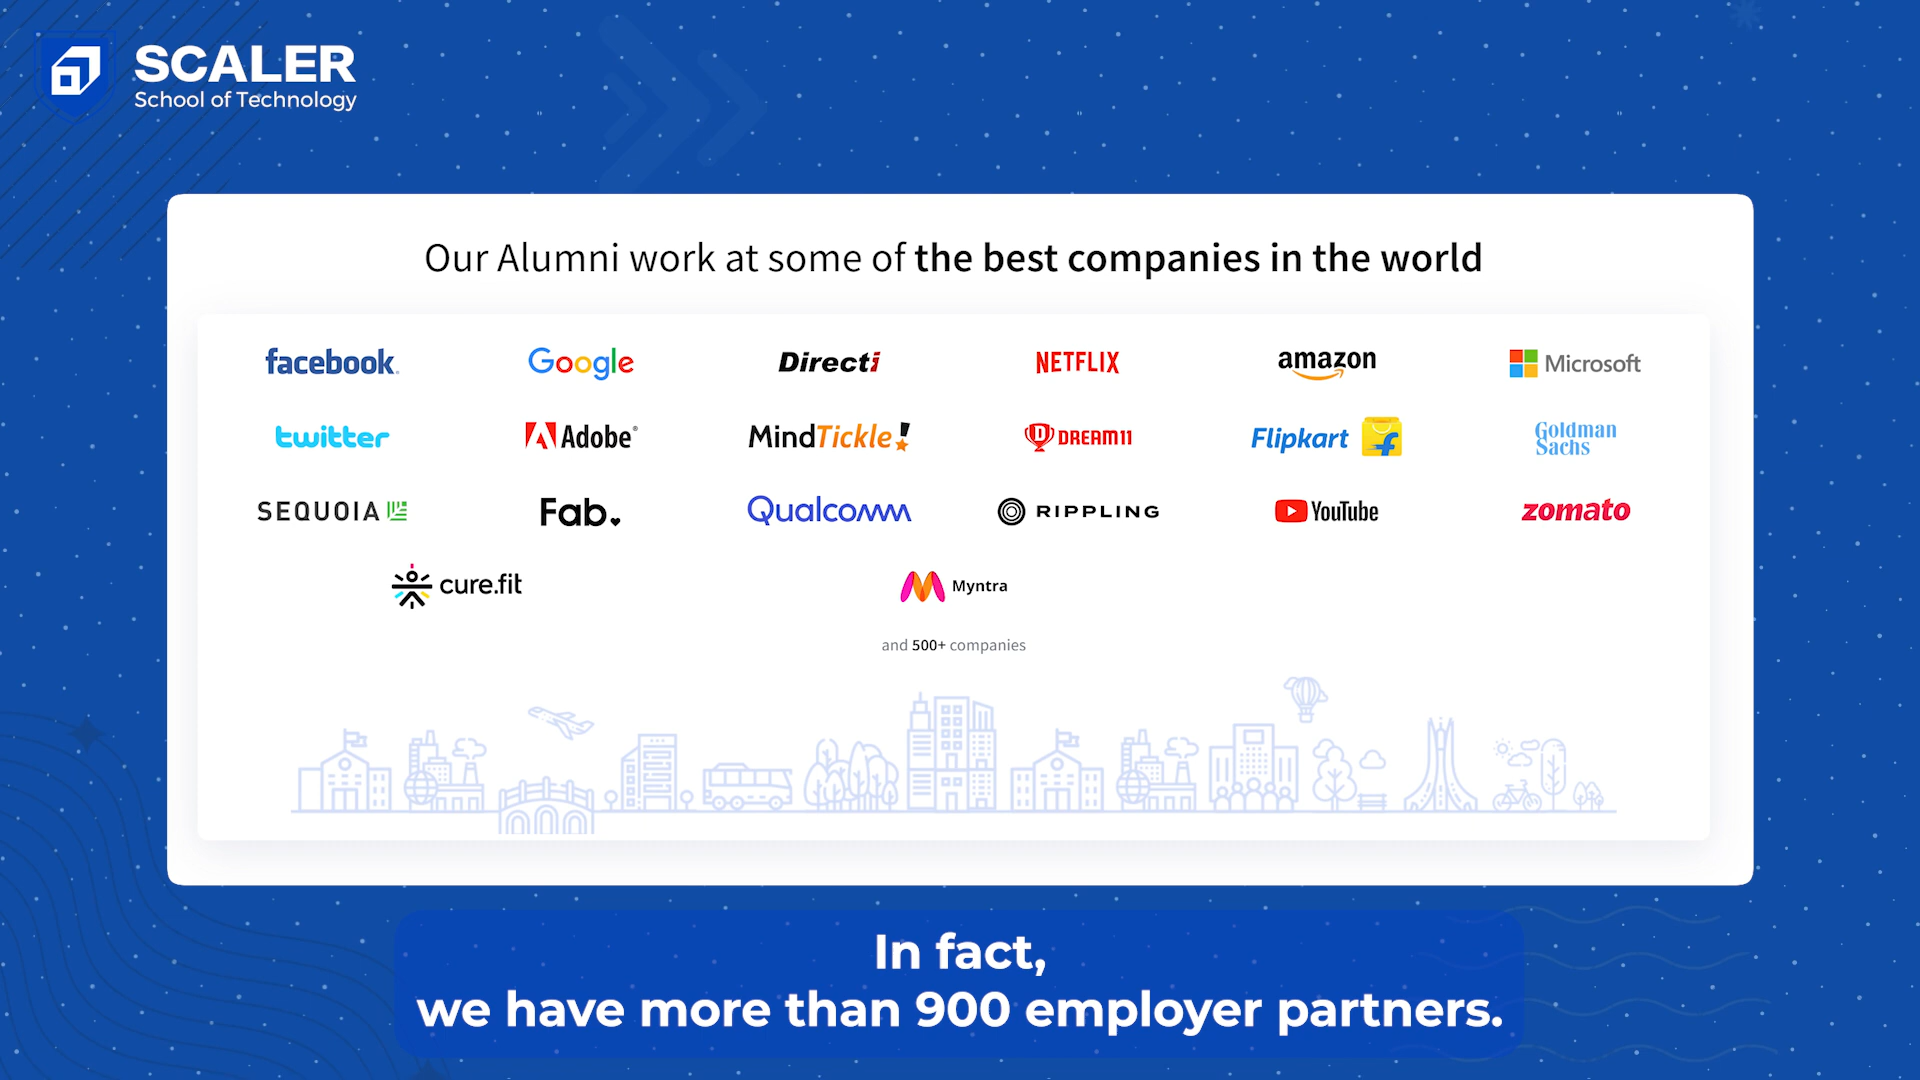 SCALER
School of Technology
Our Alumni work at some of the best companies in the world
facebook
Google
Directi
NETFLIX
amazon
Microsoft
twitter
Adobe
MindTickle!
DREAM11
Flipkart
Goldman
Sachs
SEQUOIA
Fab.
Qualcomm
RIPPLING
YouTube
zomato
cure.fit
Myntra
and 500+ companies
In fact,
we have more than 900 employer partners.